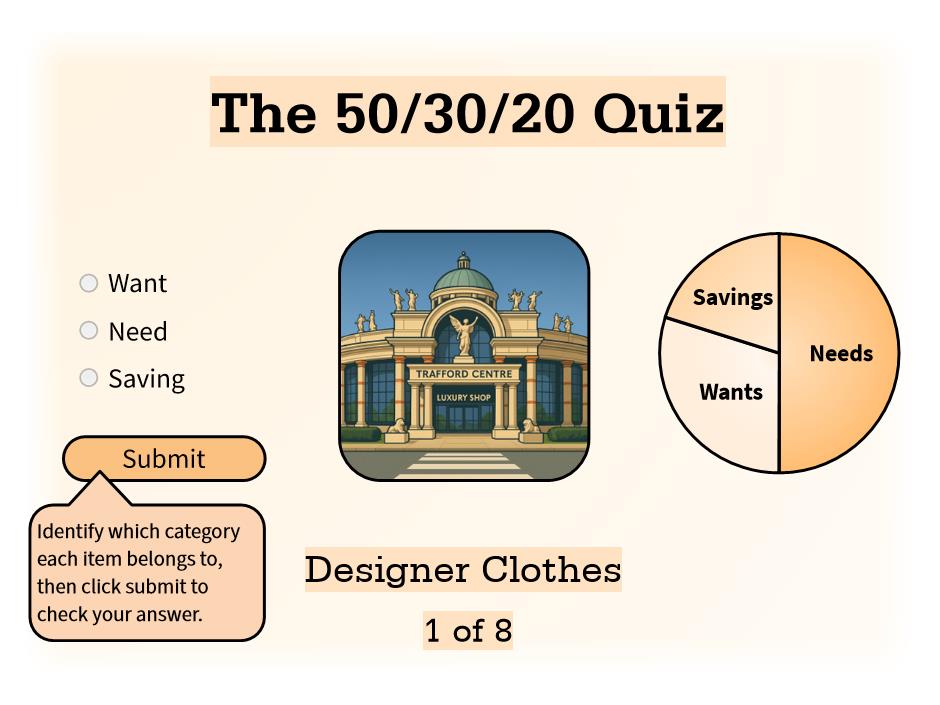 The 50/30/20 Quiz
Want
Need
Saving
Submit
Identify which category
each item belongs to,
then click submit to
check your answer.
TRAFFORD CENTRE
LUXURY SHOP
Designer Clothes
1 of 8
Savings
Needs
Wants